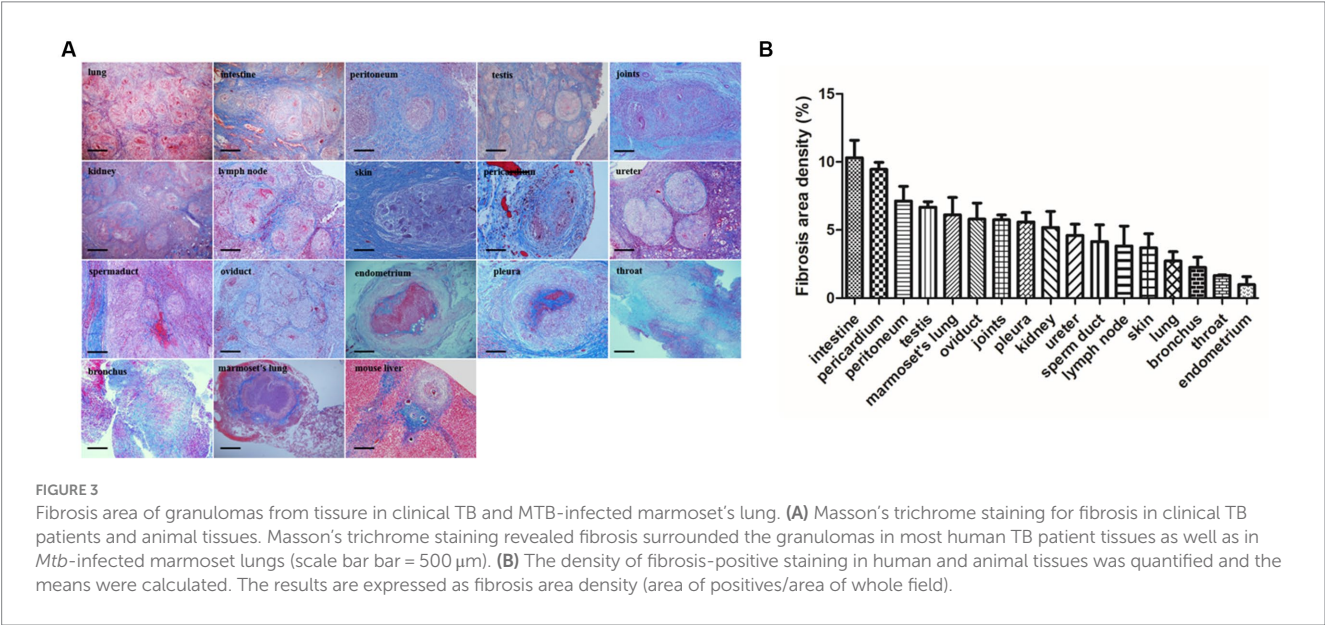 A
lung
intestine
peritoneum
testis
joints
kidney
lymph node
skin
pericardium
ureter
spermaduct
oviduct
endometrium
pleura
throat
bronchus
marmoset's lung
mouse liver
B
Fibrosis area density (%)
15
10
5
0
intestine
pericardium
peritoneum
testis
marmoset's lung
oviduct
joints
pleura
kidney
ureter
sperm duct
lymph node
skin
lung
bronchus
throat
endometrium
FIGURE 3
Fibrosis area of granulomas from tissure in clinical TB and MTB-infected marmoset's lung. (A) Masson's trichrome staining for fibrosis in clinical TB
patients and animal tissues. Masson's trichrome staining revealed fibrosis surrounded the granulomas in most human TB patient tissues as well as in
Mtb-infected marmoset lungs (scale bar bar = 500 μm). (B) The density of fibrosis-positive staining in human and animal tissues was quantified and the
means were calculated. The results are expressed as fibrosis area density (area of positives/area of whole field).